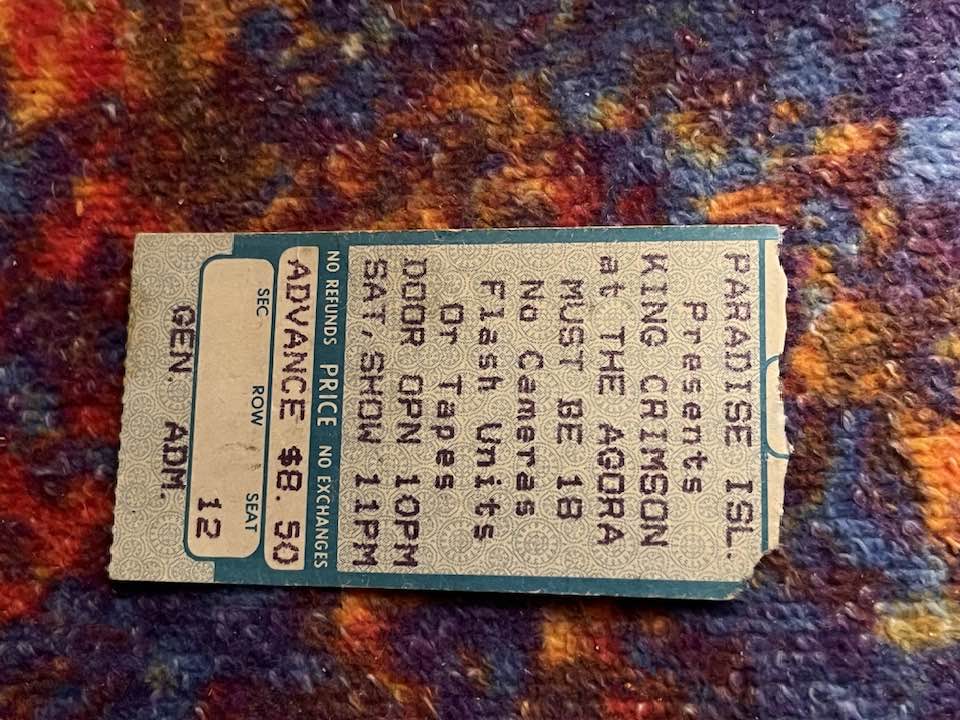 PARADISE ISL.
Presents
KING CRIMSON
at THE AGORA
MUST BE 18
No Cameras
Flash Units
Or Tapes
DOOR OPN 10PM
SAT,SHOW 11PM
NO REFUNDS PRICE NO EXCHANGES
ADVANCE $8.50
SEC ROW SEAT
12
GEN. ADM.